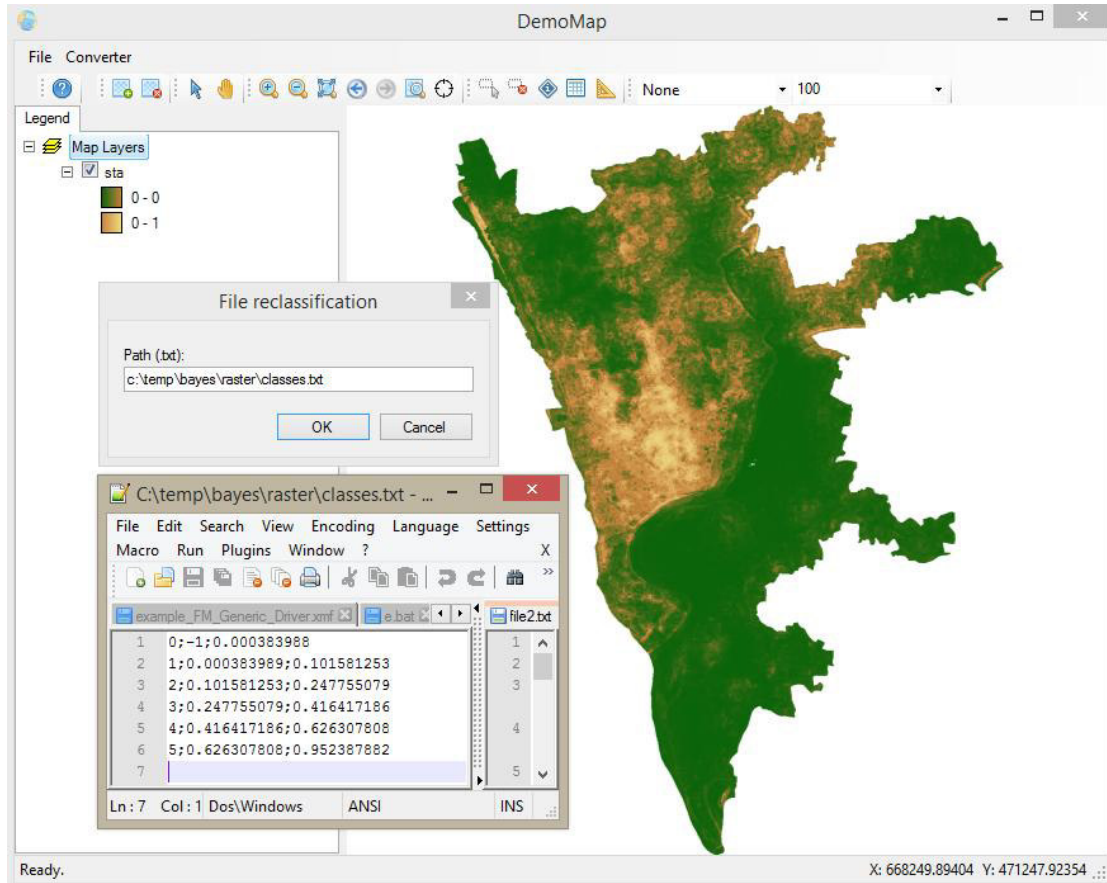 DemoMap
File Converter
None 100
Legend
Map Layers
sta
0 - 0
0 - 1
File reclassification
Path (.txt):
c:\temp\bayes\raster\classes.txt
OK Cancel
C:\temp\bayes\raster\classes.txt - ...
File Edit Search View Encoding Language Settings
Macro Run Plugins Window ? X
example_FM_Generic_Driver.xmf e.bat file2.txt
1 0;-1;0.000383988 1
2 1;0.000383989;0.101581253 2
3 2;0.101581253;0.247755079 3
4 3;0.247755079;0.416417186
5 4;0.416417186;0.626307808 4
6 5;0.626307808;0.952387882
7 5
Ln : 7 Col : 1 Dos\Windows ANSI INS
Ready. X: 668249.89404 Y: 471247.92354